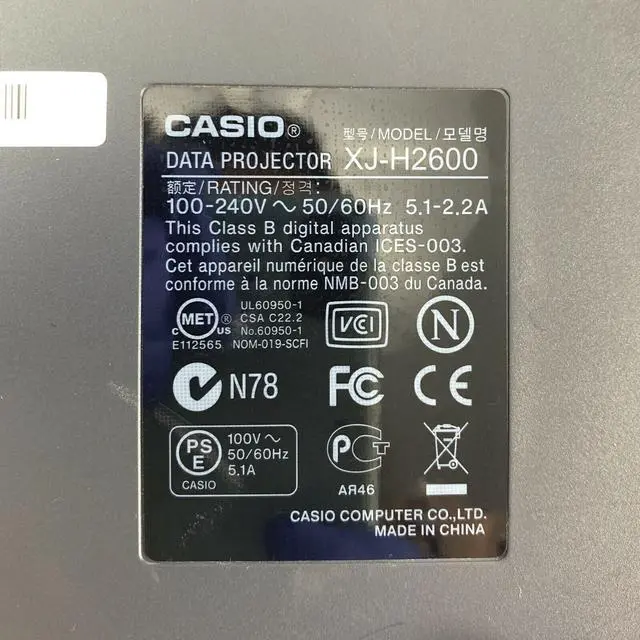 CASIO®
型号/MODEL/모델명
DATA PROJECTOR XJ-H2600
额定/RATING/정격:
100-240V ~ 50/60Hz 5.1-2.2A
This Class B digital apparatus
complies with Canadian ICES-003.
Cet appareil numérique de la classe B est
conforme à la norme NMB-003 du Canada.
c MET ® US
E112565
UL60950-1
CSA C22.2
No.60950-1
NOM-019-SCFI
VCI
N
N78
FC
CE
PS
E
CASIO
100V ~
50/60Hz
5.1A
РСТ
АЯ46
CASIO COMPUTER CO.,LTD.
MADE IN CHINA